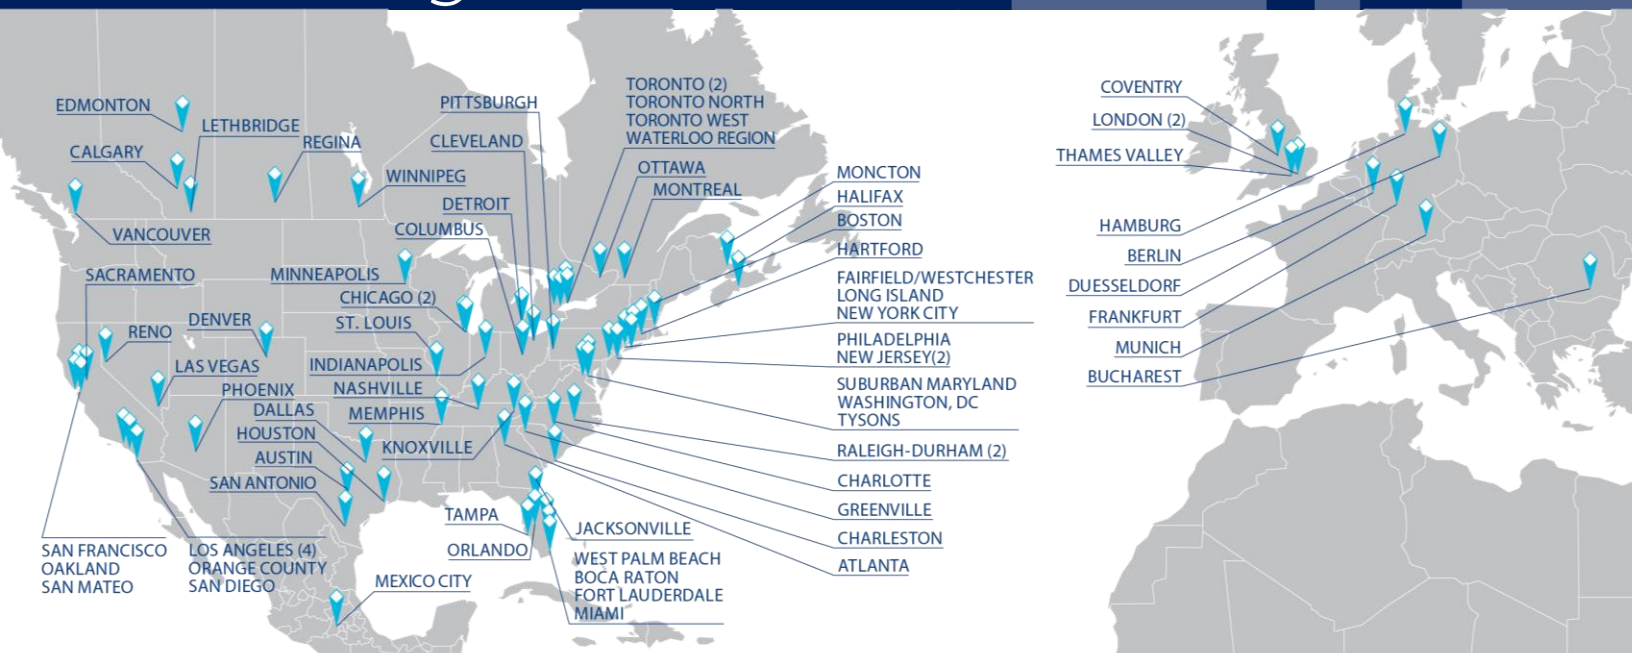 EDMONTON
LETHBRIDGE
CALGARY
REGINA
WINNIPEG
VANCOUVER
PITTSBURGH
CLEVELAND
DETROIT
COLUMBUS
TORONTO (2)
TORONTO NORTH
TORONTO WEST
WATERLOO REGION
OTTAWA
MONTREAL
MONCTON
HALIFAX
BOSTON
HARTFORD
FAIRFIELD/WESTCHESTER
LONG ISLAND
NEW YORK CITY
PHILADELPHIA
NEW JERSEY(2)
SUBURBAN MARYLAND
WASHINGTON, DC
TYSONS
RALEIGH-DURHAM (2)
CHARLOTTE
GREENVILLE
CHARLESTON
ATLANTA
SACRAMENTO
MINNEAPOLIS
CHICAGO (2)
ST. LOUIS
DENVER
RENO
INDIANAPOLIS
LAS VEGAS
NASHVILLE
PHOENIX
MEMPHIS
DALLAS
HOUSTON
KNOXVILLE
AUSTIN
SAN ANTONIO
TAMPA
ORLANDO
JACKSONVILLE
WEST PALM BEACH
BOCA RATON
FORT LAUDERDALE
MIAMI
SAN FRANCISCO
OAKLAND
SAN MATEO
LOS ANGELES (4)
ORANGE COUNTY
SAN DIEGO
MEXICO CITY
COVENTRY
LONDON (2)
THAMES VALLEY
HAMBURG
BERLIN
DUESSELDORF
FRANKFURT
MUNICH
BUCHAREST